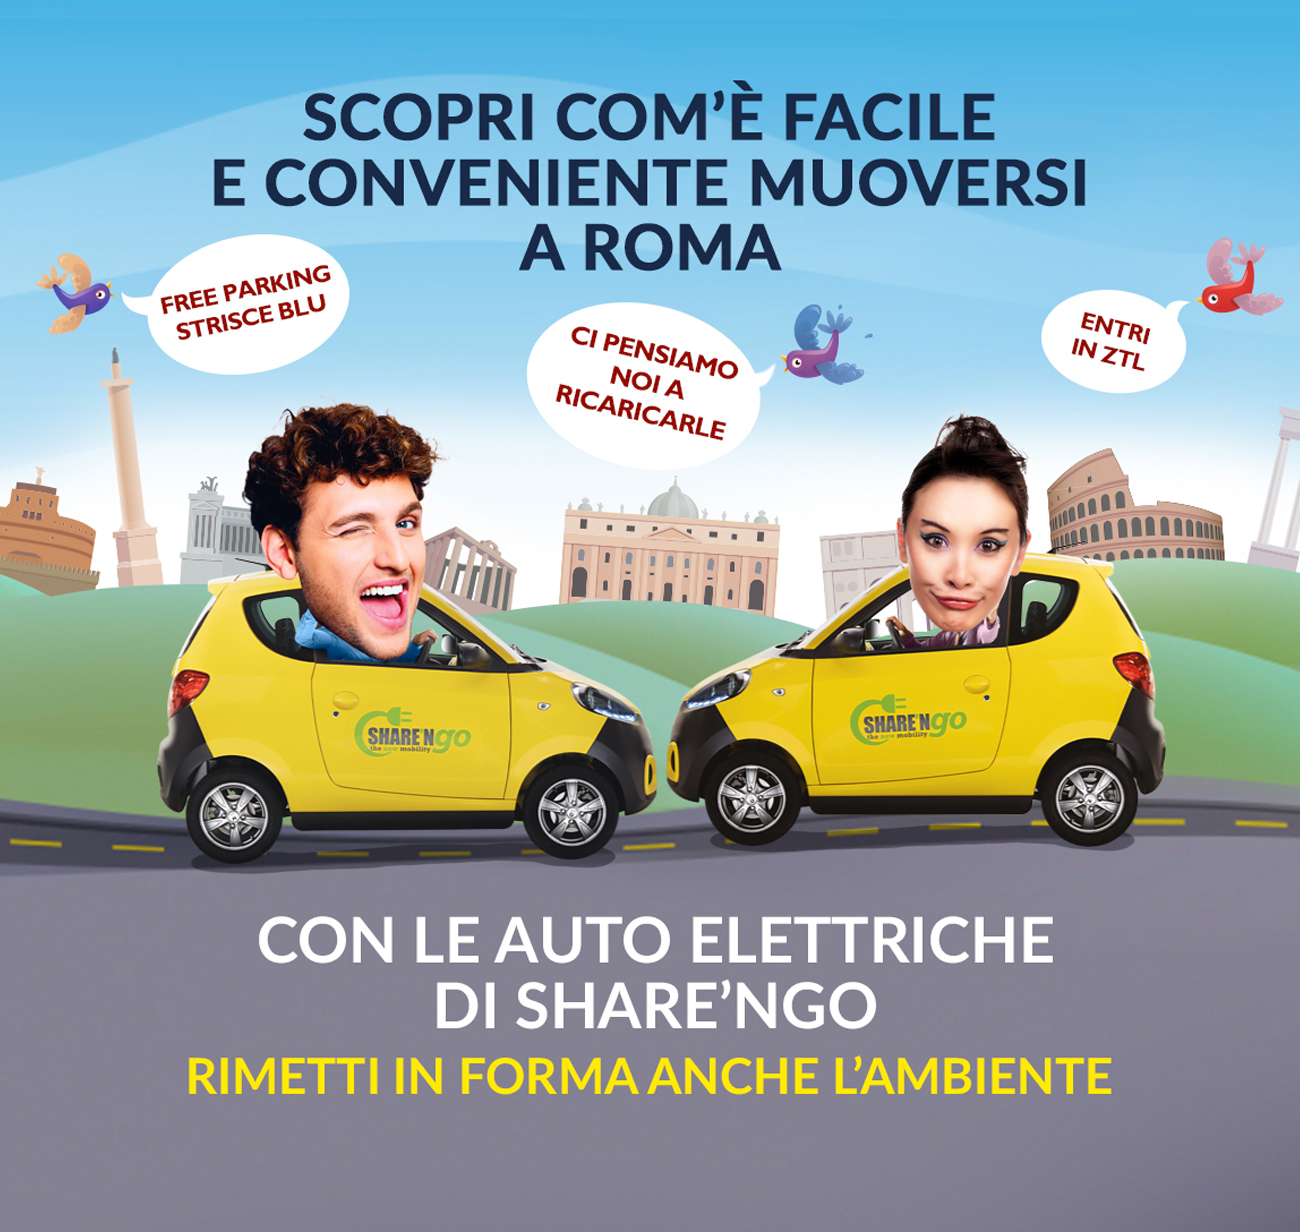 SCOPRI COM'È FACILE
E CONVENIENTE MUOVERSI
A ROMA
FREE PARKING
STRISCE BLU
CI PENSIAMO
NOI A
RICARICARLE
ENTRI
IN ZTL
SHARE'NGO
the new mobility
SHARE'NGO
the new mobility
CON LE AUTO ELETTRICHE
DI SHARE'NGO
RIMETTI IN FORMA ANCHE L'AMBIENTE